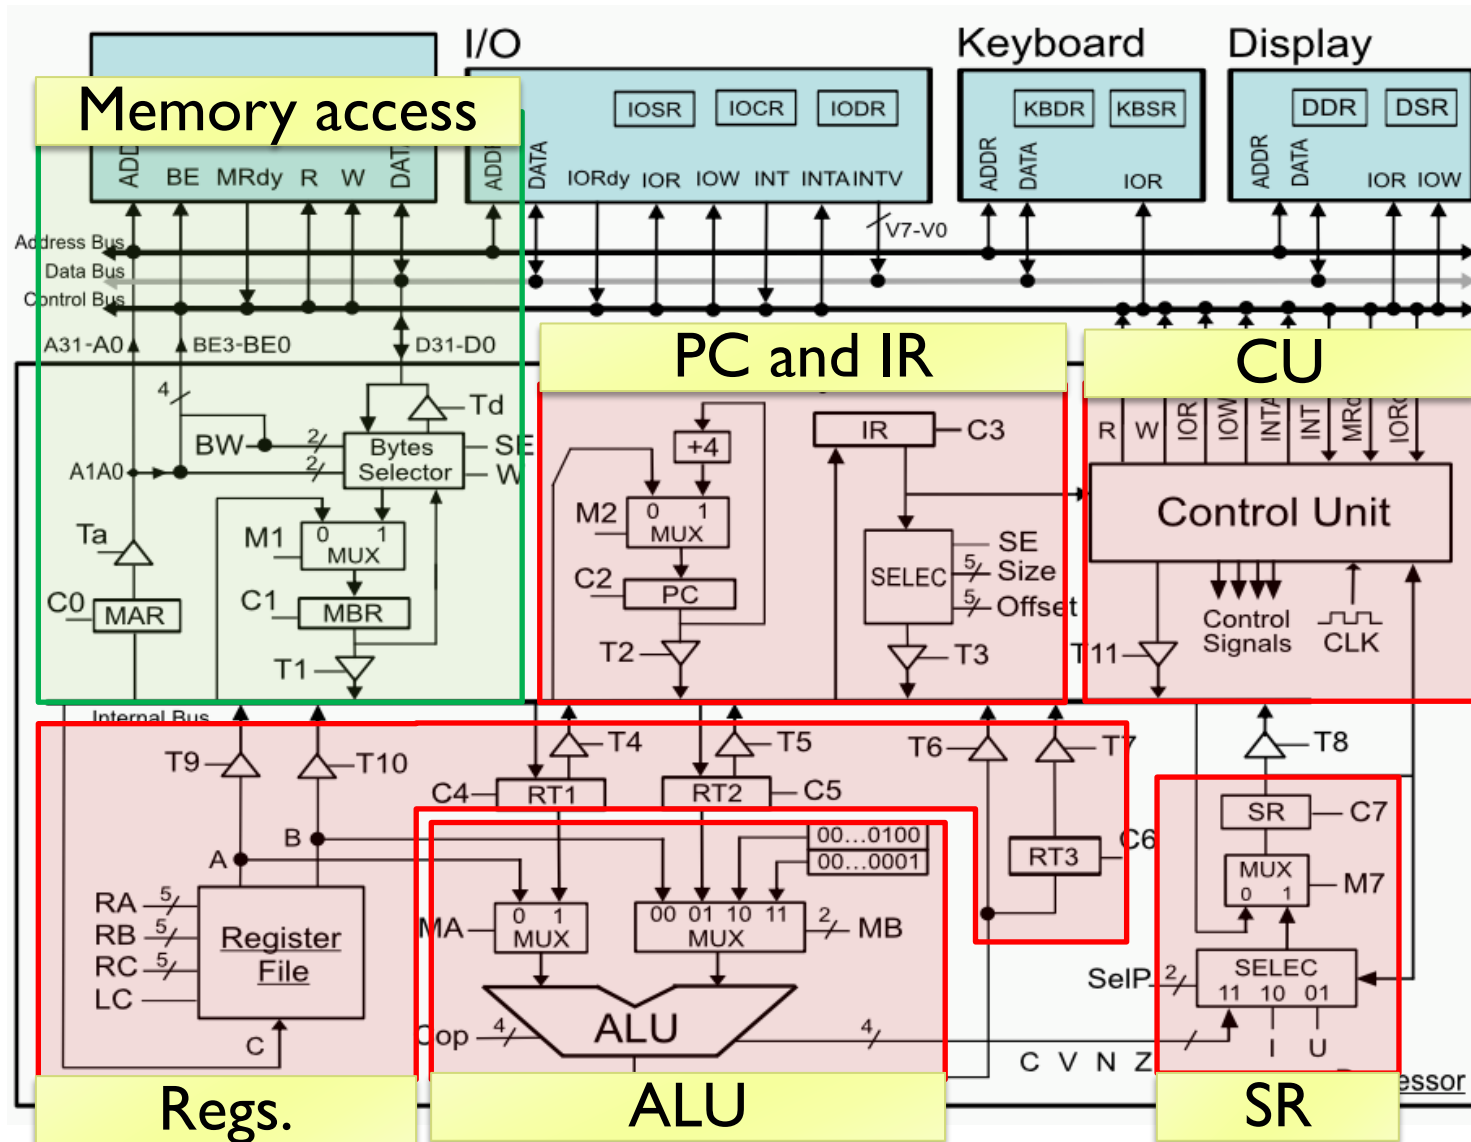 I/O
Keyboard
Display
Memory access
IOSR
IOCR
IODR
KBDR
KBSR
DDR
DSR
ADD
BE
MRdy
R
W
DATA
ADDR
DATA
IORdy
IOR
IOW
INT
INTA
INTV
ADDR
DATA
IOR
ADDR
DATA
IOR
IOW
V7-V0
Address Bus
Data Bus
Control Bus
A31-A0
BE3-BE0
D31-D0
PC and IR
CU
4
Td
BW
2
Bytes
Selector
SE
W
A1A0
2
+4
IR
C3
R
W
IOR
IOW
INTA
INT
MRd
IORd
Ta
M1
0 1
MUX
M2
0 1
MUX
Control Unit
SELEC
SE
5
Size
5
Offset
C0
MAR
C1
MBR
C2
PC
Control
Signals
CLK
T1
T2
T3
T11
Internal Bus
T9
T10
T4
T5
T6
T7
T8
C4
RT1
RT2
C5
SR
C7
B
A
00...0100
00...0001
RT3
C6
MUX
0 1
M7
RA
5
RB
5
RC
5
LC
Register
File
MA
0 1
MUX
00 01 10 11
MUX
2
MB
SelP
2
SELEC
11 10 01
Cop
4
ALU
4
C V N Z
I
U
C
essor
Regs.
ALU
SR